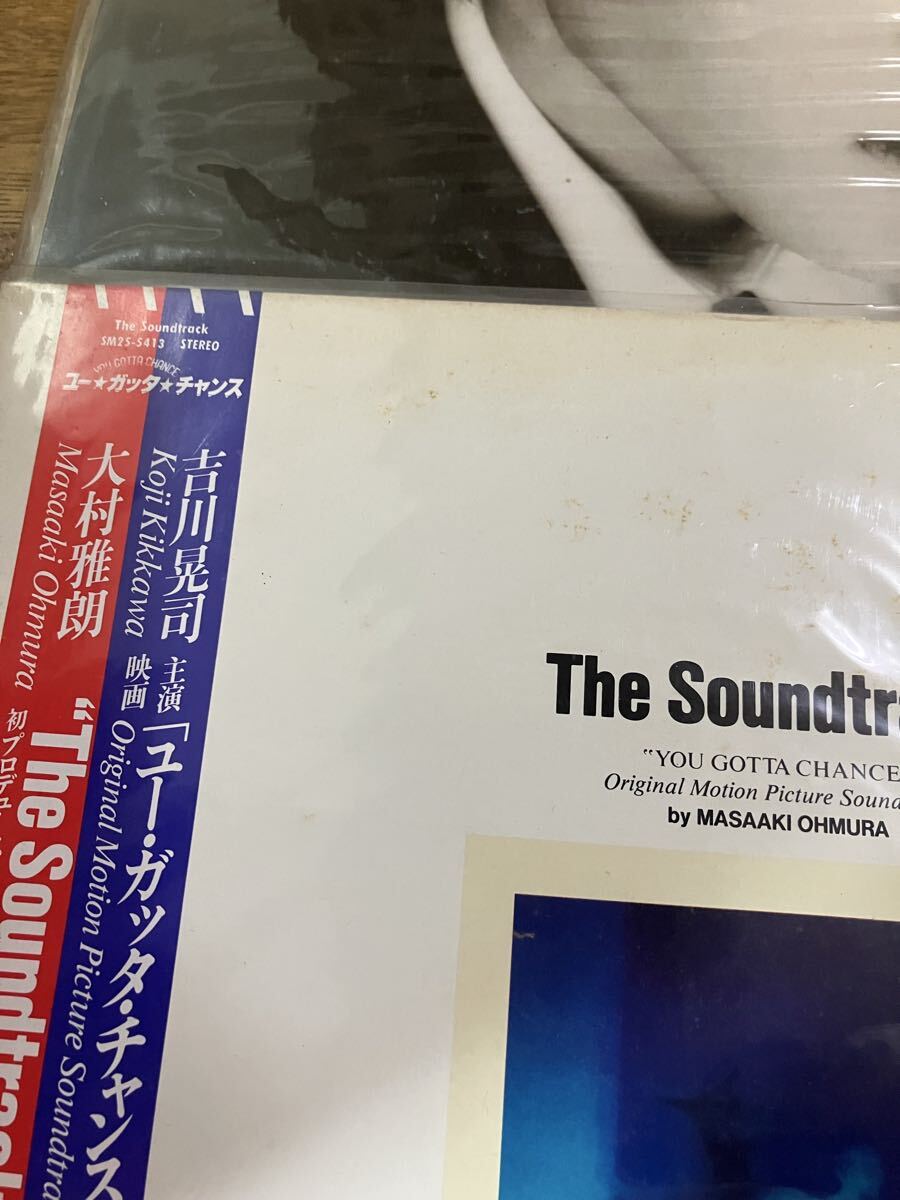 The Soundtrack
SM25-5413 STEREO
YOU GOTTA CHANCE
ユー★ガッタ★チャンス
吉川晃司
Koji Kikkawa
主演
映画
「ユー・ガッタ・チャンス
Original Motion Picture Soundtra
大村雅朗
Masaaki Ohmura
初プロデュ
"The Soundtrack
The Soundtra
"YOU GOTTA CHANCE
Original Motion Picture Sound
by MASAAKI OHMURA